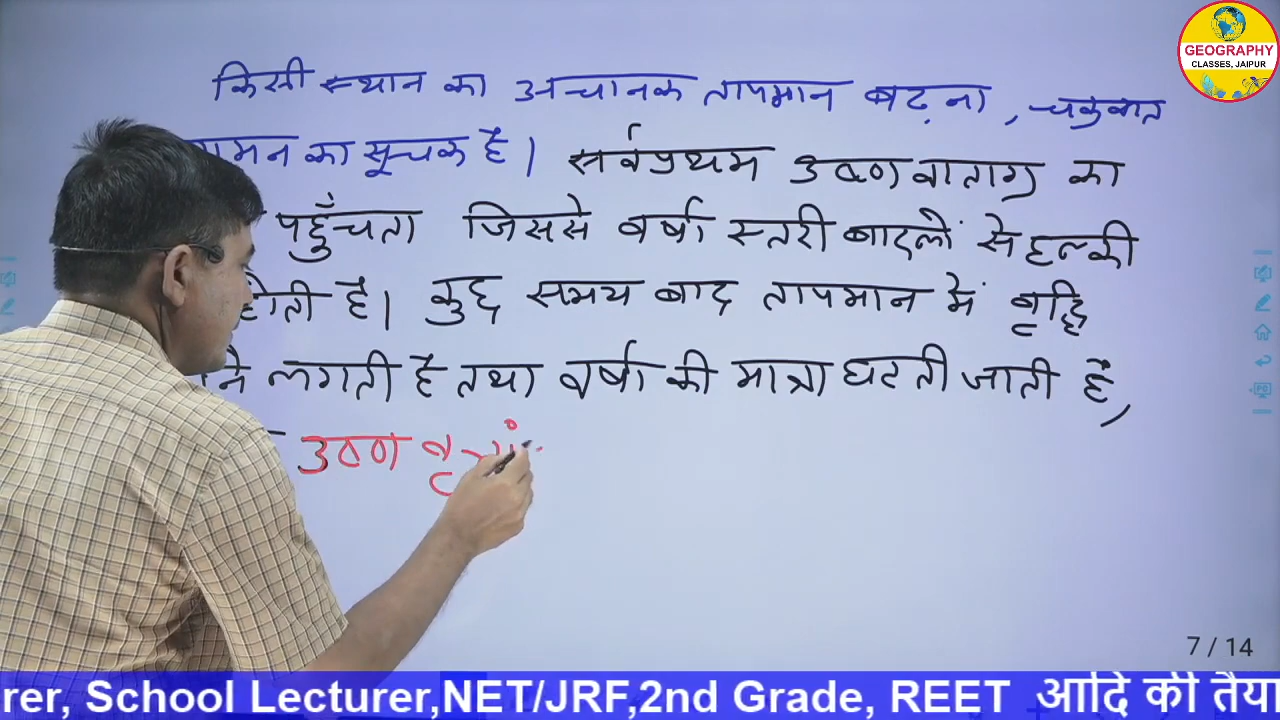 GEOGRAPHY
CLASSES, JAIPUR
किसी स्थान का अचानक तापमान बढ़ना, चक्रवात
का सूचक है। सर्वप्रथम उष्ण वाताग्र का
पहुँचता जिससे वर्षा स्तरी बादलों से हल्की
होती है। कुछ समय बाद तापमान में वृद्धि
लगती है तथा वर्षा की मात्रा घटती जाती है,
उष्ण
7 / 14
rer, School Lecturer,NET/JRF,2nd Grade, REET आदि की तैया